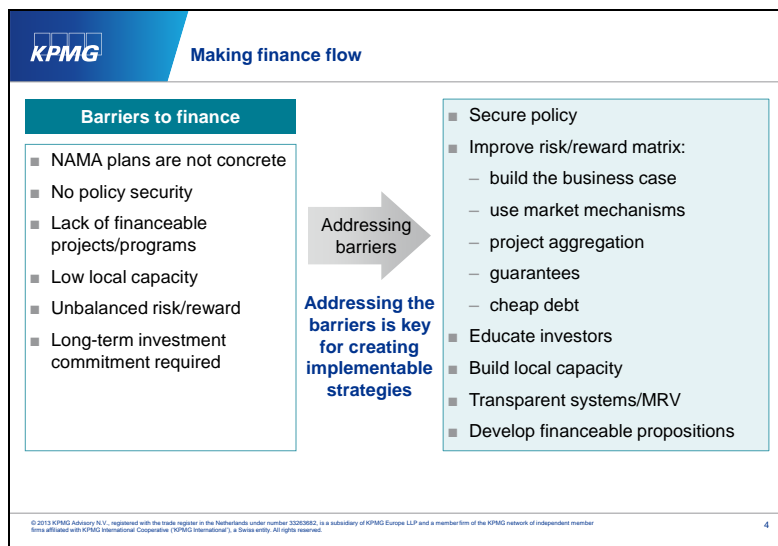 KPMG
Making finance flow
Barriers to finance
■ NAMA plans are not concrete
■ No policy security
■ Lack of financeable
projects/programs
■ Low local capacity
■ Unbalanced risk/reward
■ Long-term investment
commitment required
Addressing
barriers
Addressing the
barriers is key
for creating
implementable
strategies
■ Secure policy
■ Improve risk/reward matrix:
– build the business case
– use market mechanisms
– project aggregation
– guarantees
– cheap debt
■ Educate investors
■ Build local capacity
■ Transparent systems/MRV
■ Develop financeable propositions
© 2013 KPMG Advisory N.V., registered with the trade register in the Netherlands under number 33263682, is a subsidiary of KPMG Europe LLP and a member firm of the KPMG network of independent member
firms affiliated with KPMG International Cooperative ('KPMG International'), a Swiss entity. All rights reserved.
4